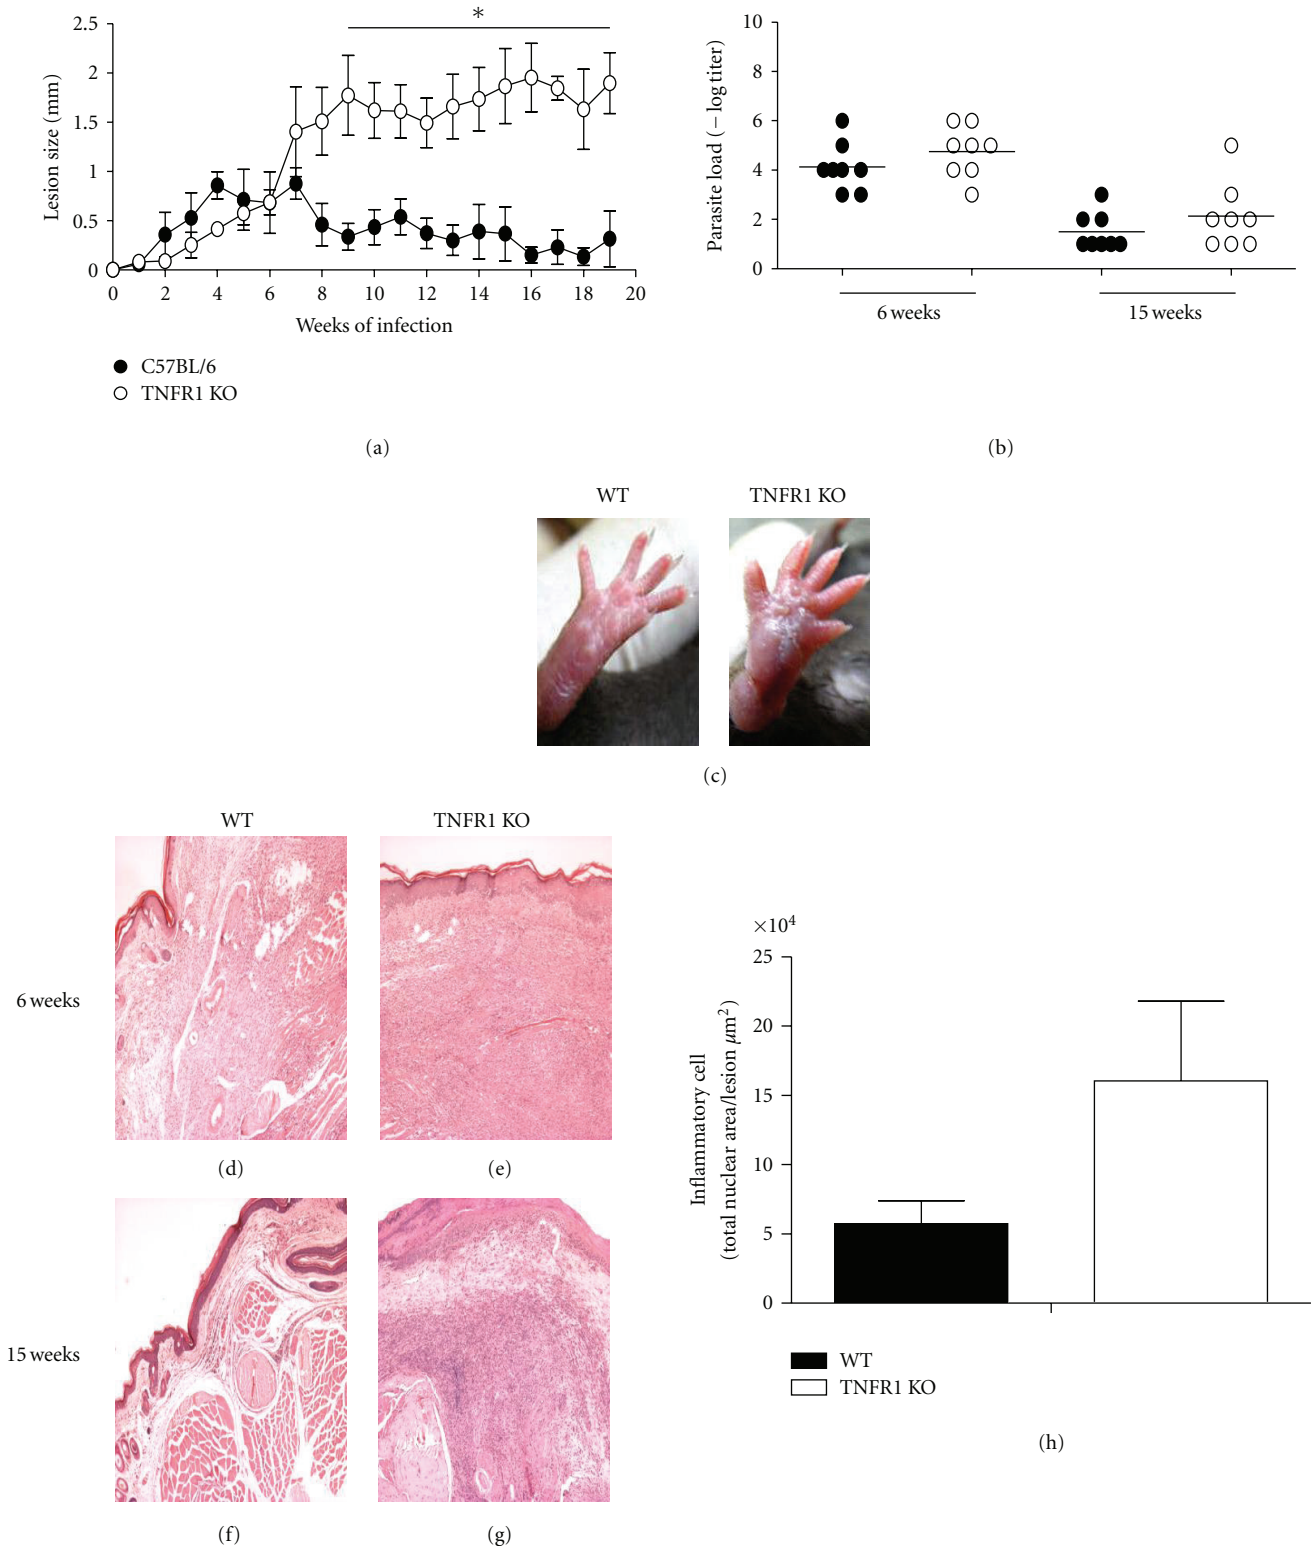 2.5
2
1.5
1
0.5
0
Lesion size (mm)
*
0 2 4 6 8 10 12 14 16 18 20
Weeks of infection
C57BL/6
TNFR1 KO
(a)
10
8
6
4
2
0
Parasite load (− log titer)
6 weeks 15 weeks
(b)
WT TNFR1 KO
(c)
WT TNFR1 KO
6 weeks
(d) (e)
15 weeks
(f) (g)
×10⁴
25
20
15
10
5
0
Inflammatory cell
(total nuclear area/lesion μm²)
WT
TNFR1 KO
(h)